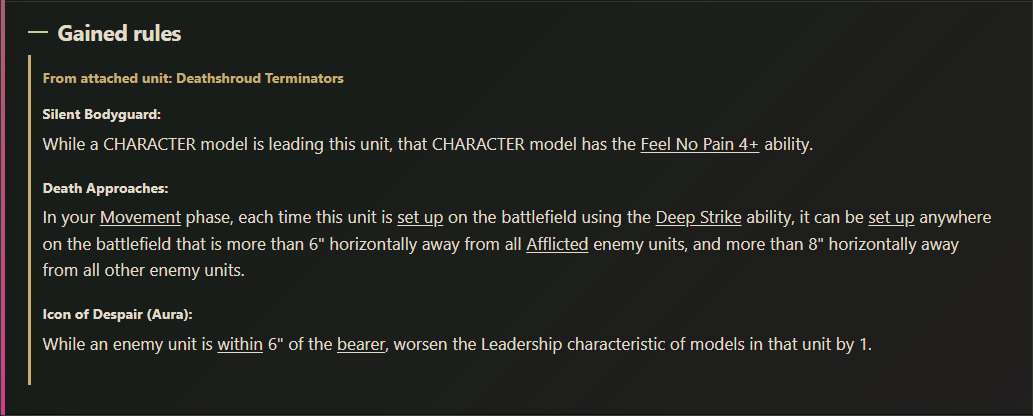 — Gained rules
From attached unit: Deathshroud Terminators
Silent Bodyguard:
While a CHARACTER model is leading this unit, that CHARACTER model has the Feel No Pain 4+ ability.
Death Approaches:
In your Movement phase, each time this unit is set up on the battlefield using the Deep Strike ability, it can be set up anywhere
on the battlefield that is more than 6" horizontally away from all Afflicted enemy units, and more than 8" horizontally away
from all other enemy units.
Icon of Despair (Aura):
While an enemy unit is within 6" of the bearer, worsen the Leadership characteristic of models in that unit by 1.